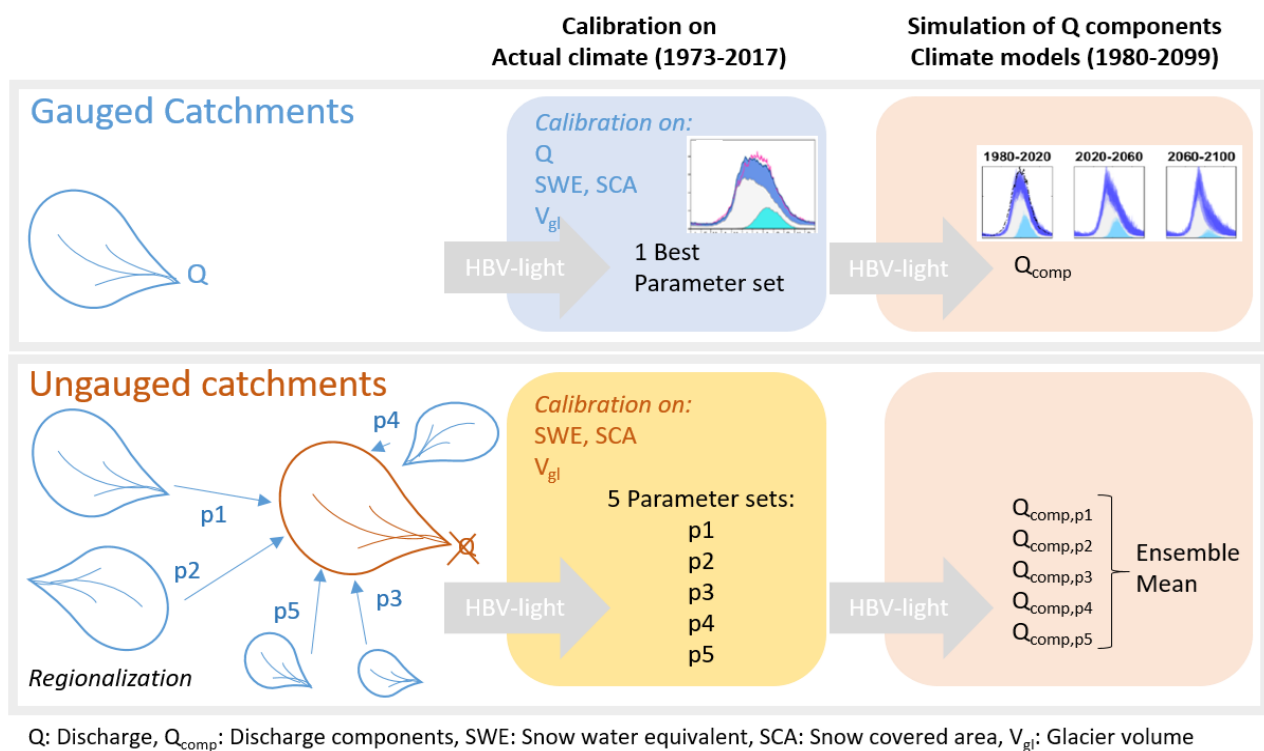 Calibration on
Actual climate (1973-2017)
Simulation of Q components
Climate models (1980-2099)
Gauged Catchments
Q
Calibration on:
Q
SWE, SCA
Vgl
HBV-light
1 Best
Parameter set
HBV-light
1980-2020
2020-2060
2060-2100
Qcomp
Ungauged catchments
p1
p2
p4
p5
p3
Q
Regionalization
Calibration on:
SWE, SCA
Vgl
HBV-light
5 Parameter sets:
p1
p2
p3
p4
p5
HBV-light
Qcomp,p1
Qcomp,p2
Qcomp,p3
Qcomp,p4
Qcomp,p5
Ensemble
Mean
Q: Discharge, Qcomp: Discharge components, SWE: Snow water equivalent, SCA: Snow covered area, Vgl: Glacier volume